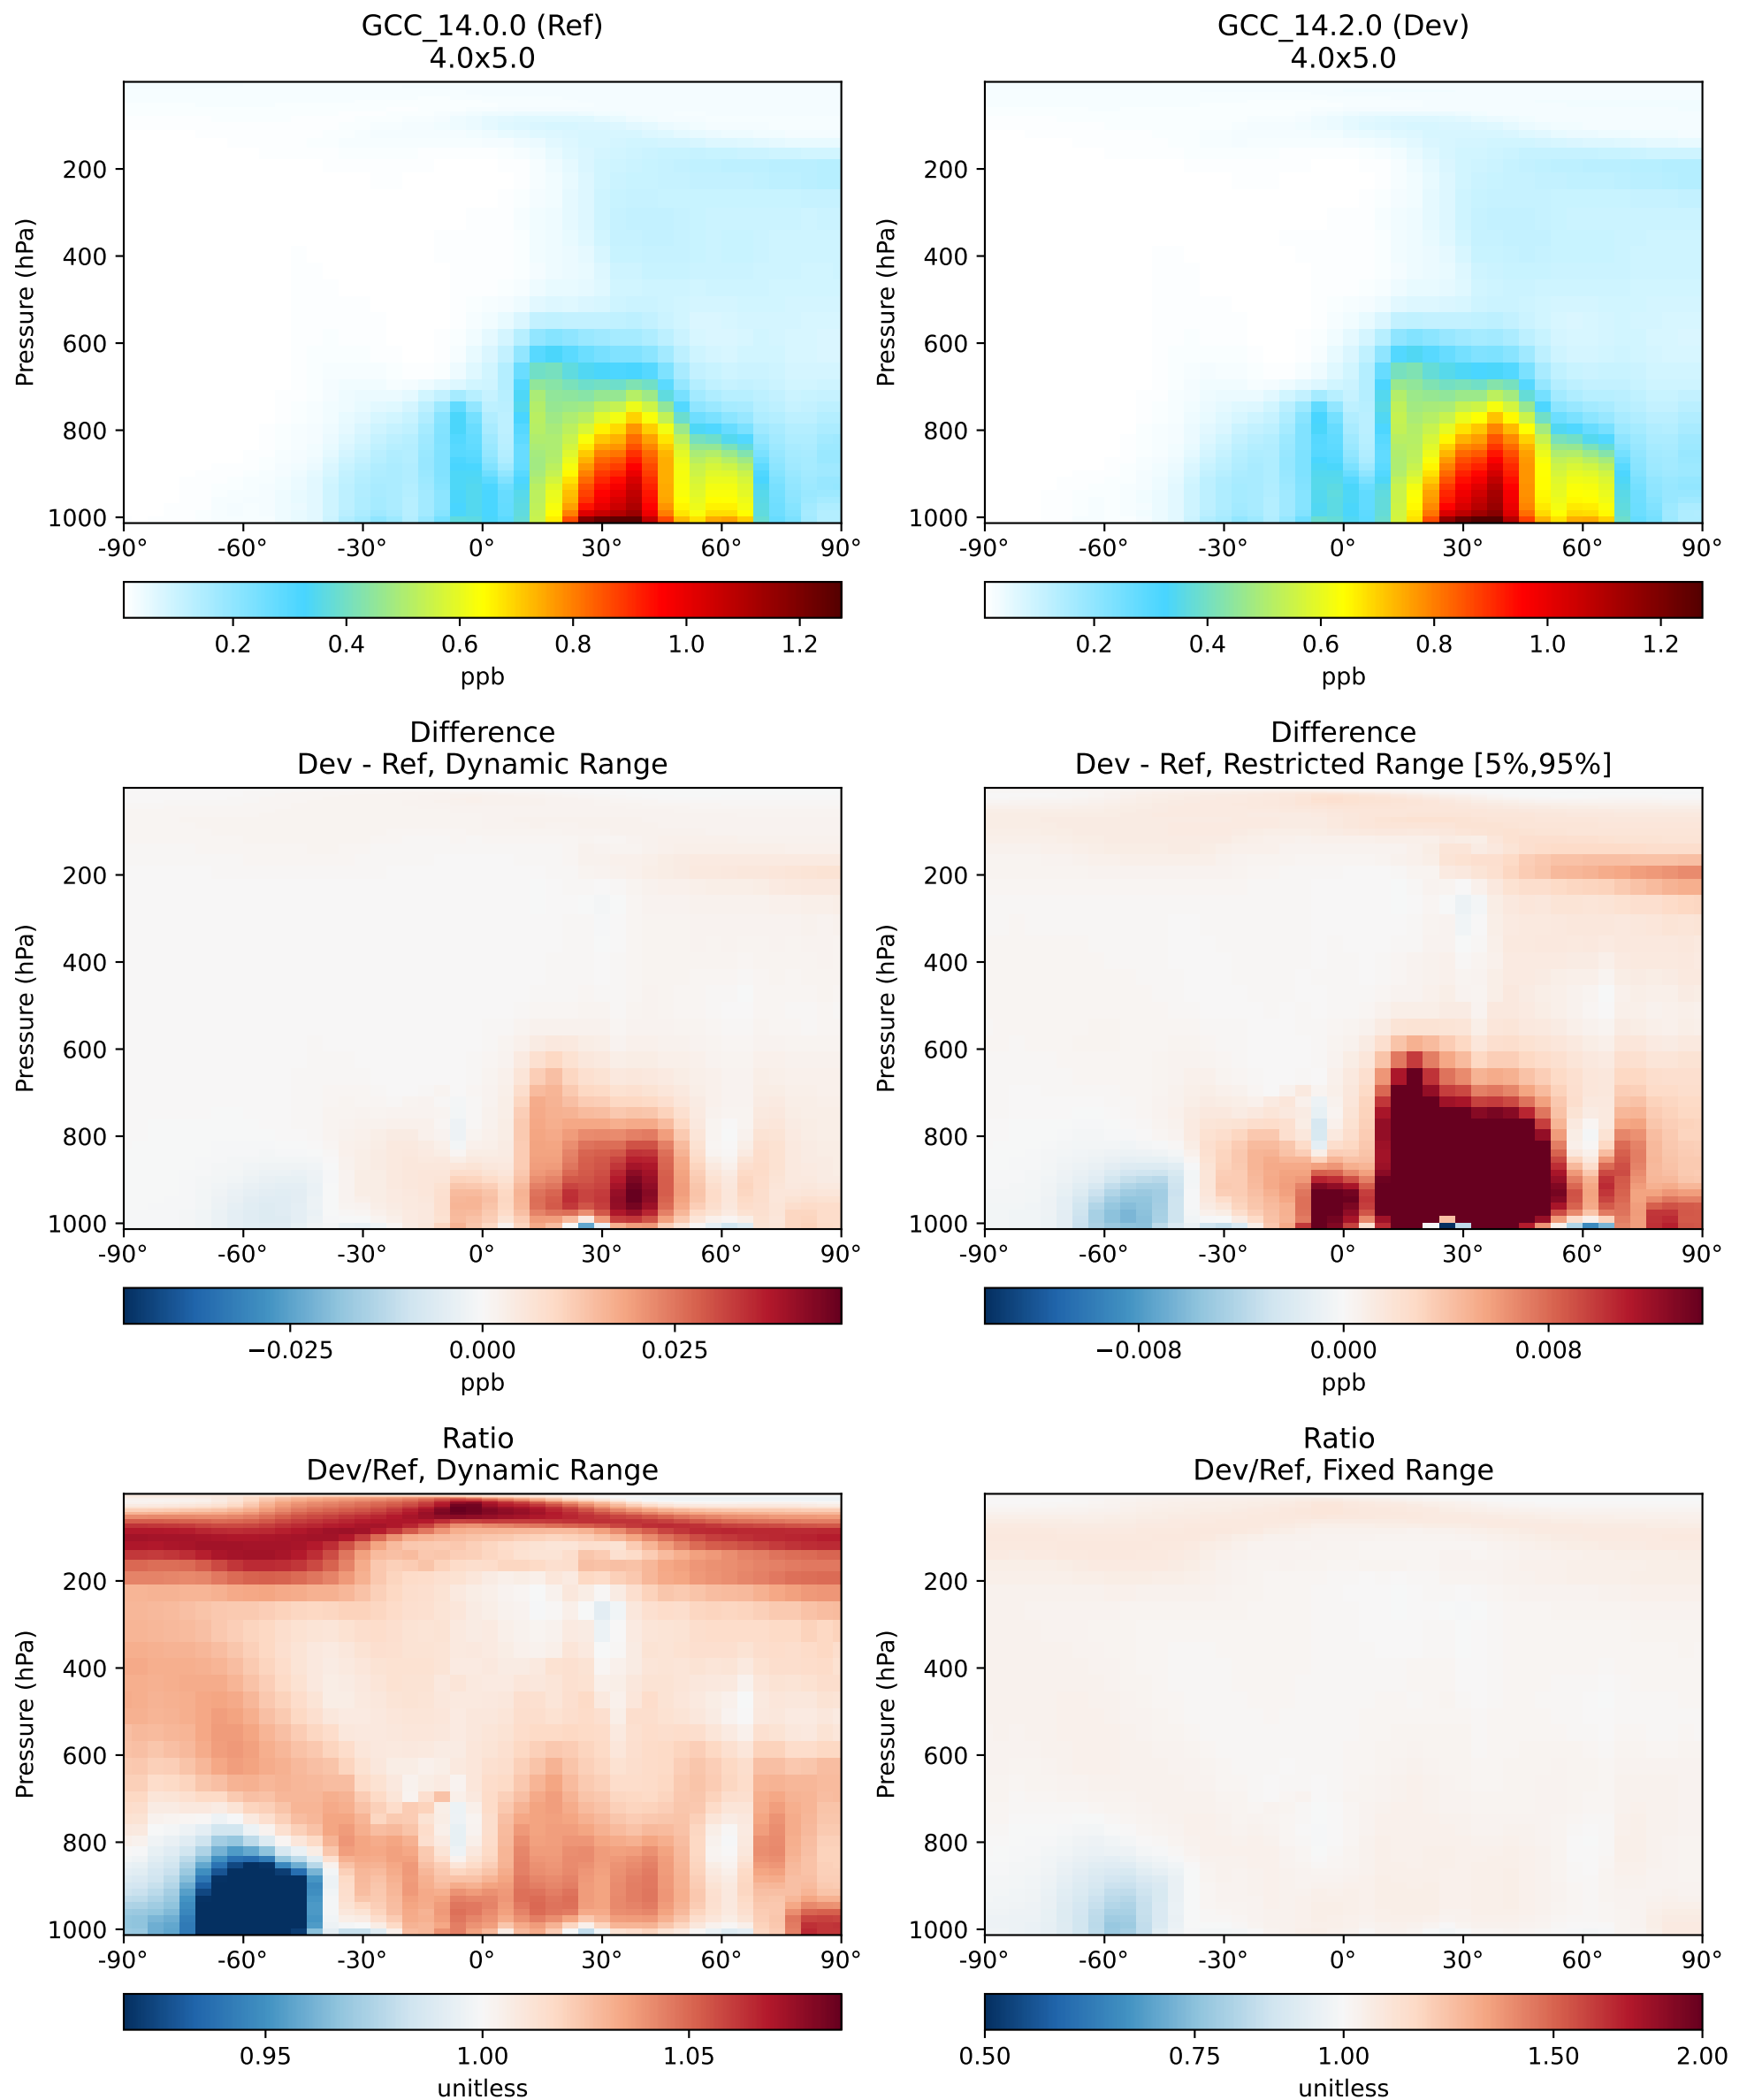 GCC_14.0.0 (Ref)
4.0x5.0
Pressure (hPa)
200
400
600
800
1000
-90° -60° -30° 0° 30° 60° 90°
0.2 0.4 0.6 0.8 1.0 1.2
ppb
GCC_14.2.0 (Dev)
4.0x5.0
Pressure (hPa)
200
400
600
800
1000
-90° -60° -30° 0° 30° 60° 90°
0.2 0.4 0.6 0.8 1.0 1.2
ppb
Difference
Dev - Ref, Dynamic Range
Pressure (hPa)
200
400
600
800
1000
-90° -60° -30° 0° 30° 60° 90°
−0.025 0.000 0.025
ppb
Difference
Dev - Ref, Restricted Range [5%,95%]
Pressure (hPa)
200
400
600
800
1000
-90° -60° -30° 0° 30° 60° 90°
−0.008 0.000 0.008
ppb
Ratio
Dev/Ref, Dynamic Range
Pressure (hPa)
200
400
600
800
1000
-90° -60° -30° 0° 30° 60° 90°
0.95 1.00 1.05
unitless
Ratio
Dev/Ref, Fixed Range
Pressure (hPa)
200
400
600
800
1000
-90° -60° -30° 0° 30° 60° 90°
0.50 0.75 1.00 1.50 2.00
unitless